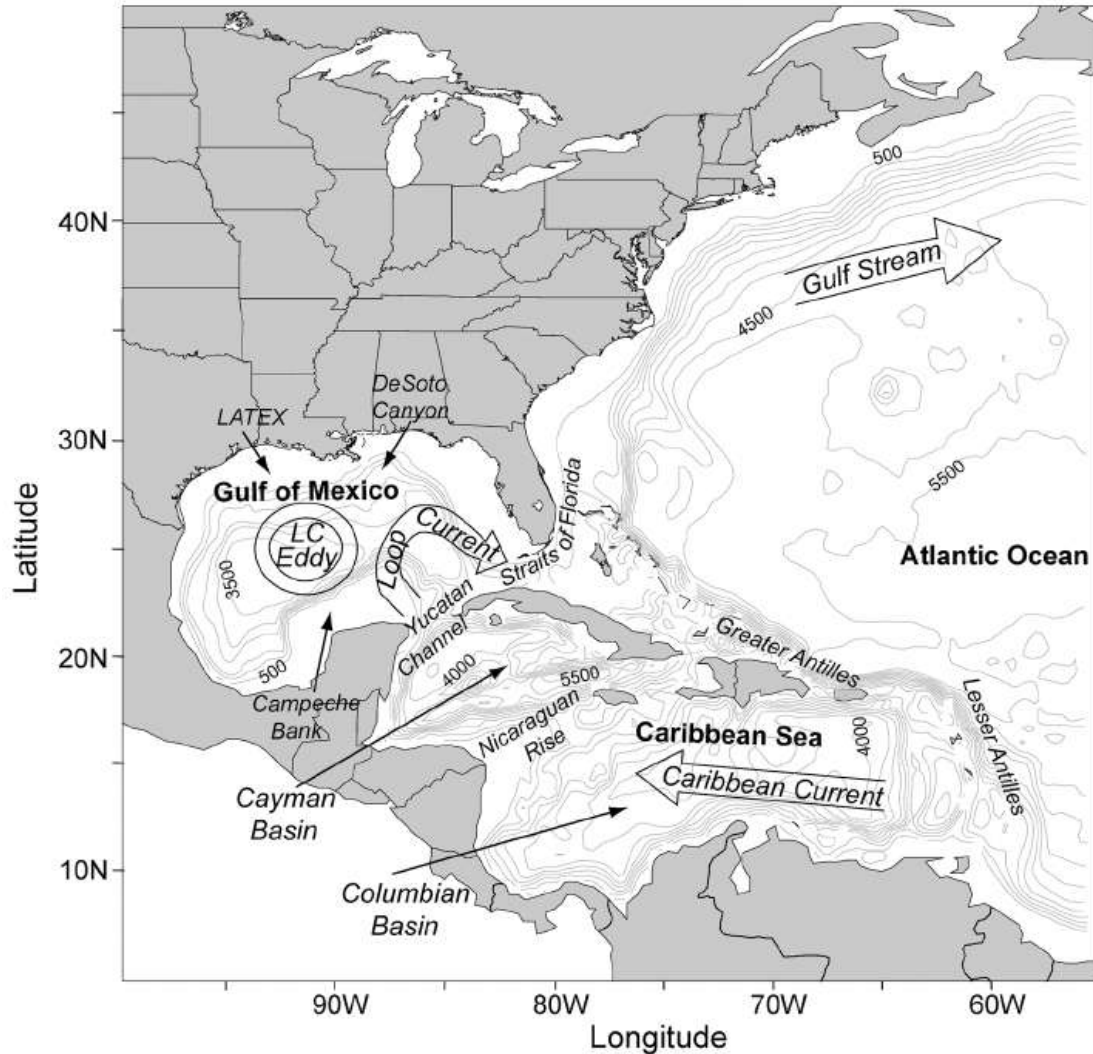 500
40N
Gulf Stream
4500
DeSoto
Canyon
LATEX
30N
Gulf of Mexico
5500
LC
Eddy
Loop
Current
Straits of Florida
Atlantic Ocean
3500
Yucatan
Channel
20N
500
4000
5500
Greater Antilles
Campeche
Bank
Nicaraguan
Rise
Caribbean Sea
4000
Lesser Antilles
Caribbean Current
Cayman
Basin
10N
Columbian
Basin
90W
80W
70W
60W
Latitude
Longitude